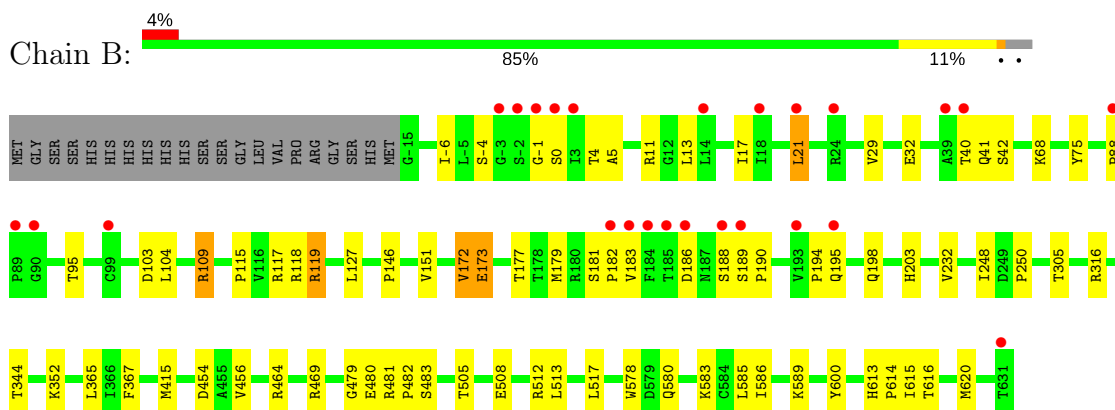 4%
Chain B:
85% 11% • •
MET GLY SER SER HIS HIS HIS HIS HIS HIS SER SER GLY LEU VAL PRO ARG GLY SER HIS MET G-15 I-6 L-5 S-4 G-3 S-2 G-1 S0 I3 T4 A5 R11 G12 L13 L14 I17 I18 L21 R24 V29 E32 A39 T40 Q41 S42 K68 Y75
P89 G90 T95 C99 D103 L104 R109 P115 V116 R117 R118 R119 L127 P146 V151 V172 E173 T177 T178 M179 R180 S181 P182 V183 F184 T185 D186 N187 S188 S189 P190 V193 P194 Q195 Q198 H203 V232 I248 D249 P250 T305 R316
T344 K352 L365 I366 F367 M415 D454 A455 V456 R464 R469 G479 E480 R481 P482 S483 T505 E508 R512 L513 L517 W578 D579 Q580 K583 C584 L585 I586 K589 Y600 H613 P614 I615 T616 M620 T631